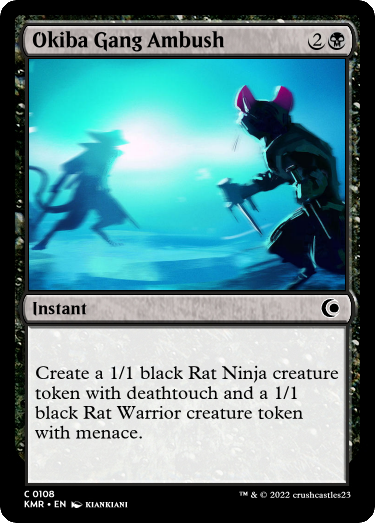 Okiba Gang Ambush 2
Instant
Create a 1/1 black Rat Ninja creature
token with deathtouch and a 1/1
black Rat Warrior creature token
with menace.
C 0108
KMR • EN KIANKIANI
™ & © 2022 crushcastles23